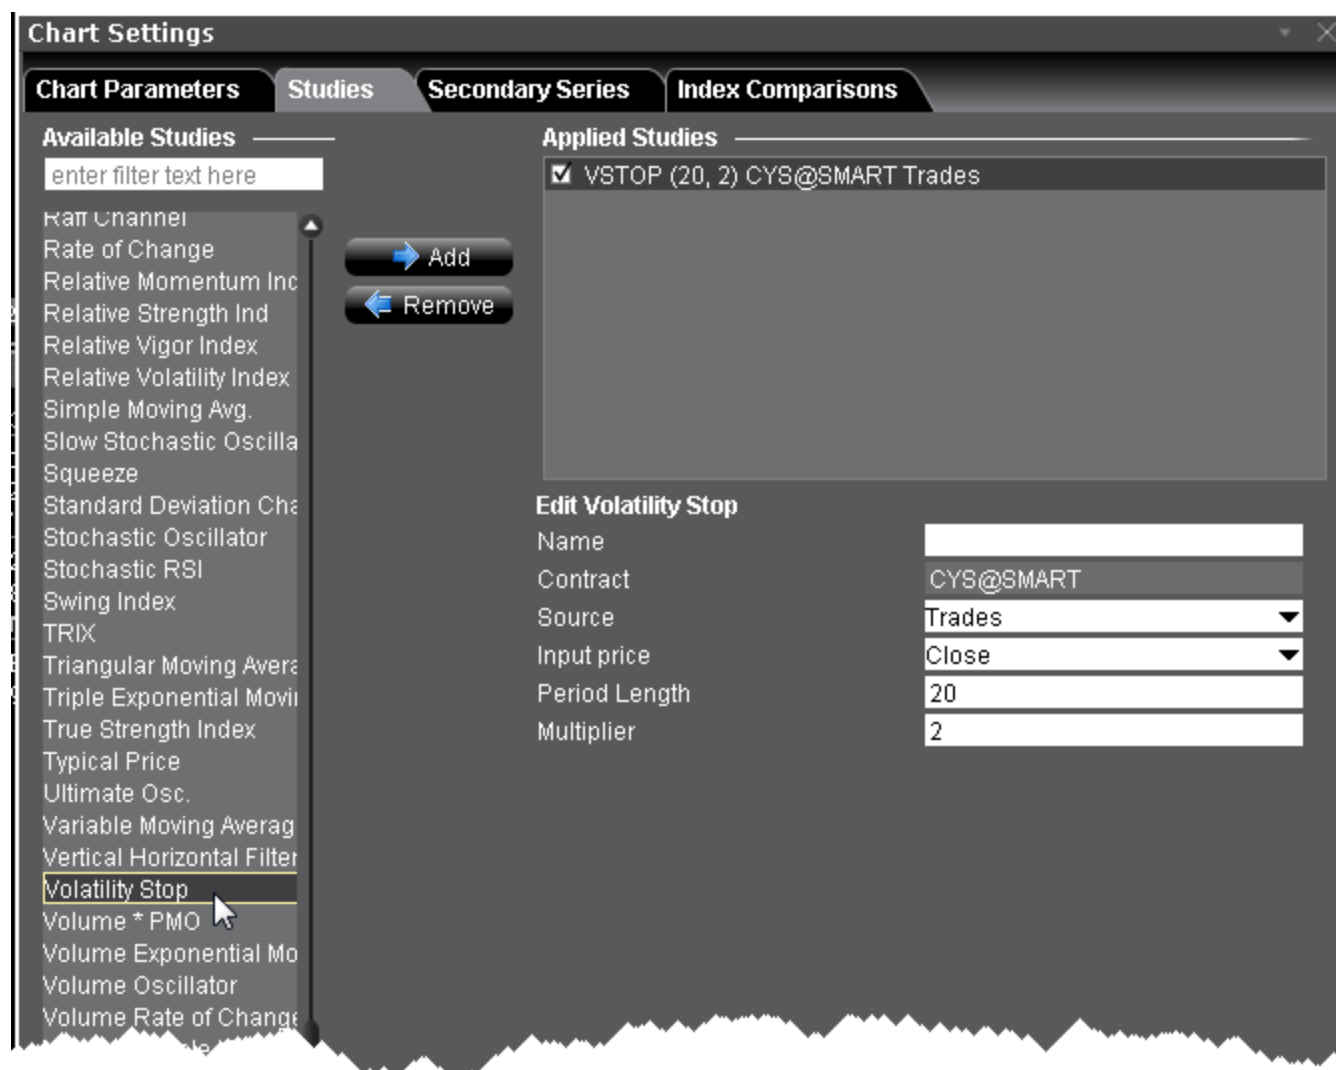 Chart Settings
Chart Parameters
Studies
Secondary Series
Index Comparisons
Available Studies
enter filter text here
Raff Channel
Rate of Change
Relative Momentum Inc
Relative Strength Ind
Relative Vigor Index
Relative Volatility Index
Simple Moving Avg.
Slow Stochastic Oscilla
Squeeze
Standard Deviation Cha
Stochastic Oscillator
Stochastic RSI
Swing Index
TRIX
Triangular Moving Avera
Triple Exponential Movin
True Strength Index
Typical Price
Ultimate Osc.
Variable Moving Averag
Vertical Horizontal Filter
Volatility Stop
Volume * PMO
Volume Exponential Mo
Volume Oscillator
Volume Rate of Change
Add
Remove
Applied Studies
VSTOP (20, 2) CYS@SMART Trades
Edit Volatility Stop
Name
Contract CYS@SMART
Source Trades
Input price Close
Period Length 20
Multiplier 2